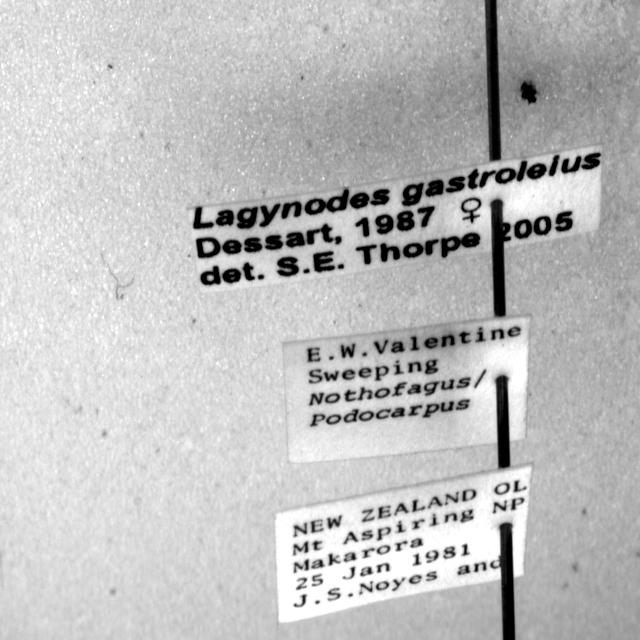 Lagynodes gastroleius
Dessart, 1987 ♀ 2005
det. S.E. Thorpe
E.W.Valentine
Sweeping
Nothofagus/
Podocarpus
NEW ZEALAND OL
Mt Aspiring NP
Makarora
25 Jan 1981
J.S.Noyes and